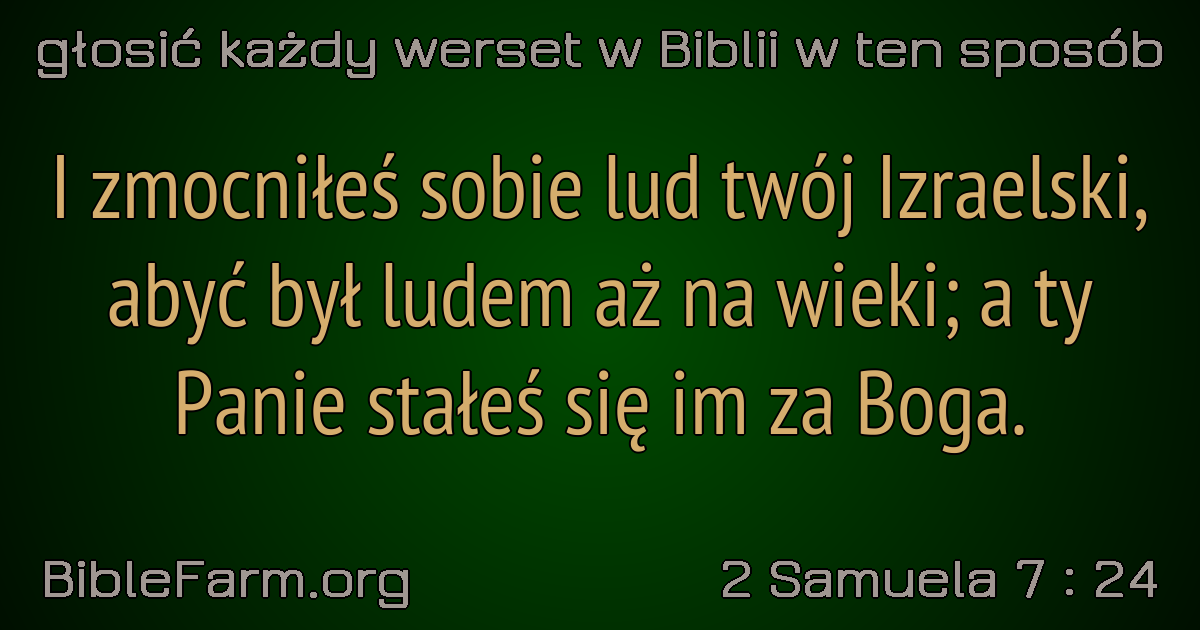 głosić każdy werset w Biblii w ten sposób
I zmocniłeś sobie lud twój Izraelski,
abyć był ludem aż na wieki; a ty
Panie stałeś się im za Boga.
BibleFarm.org
2 Samuela 7 : 24